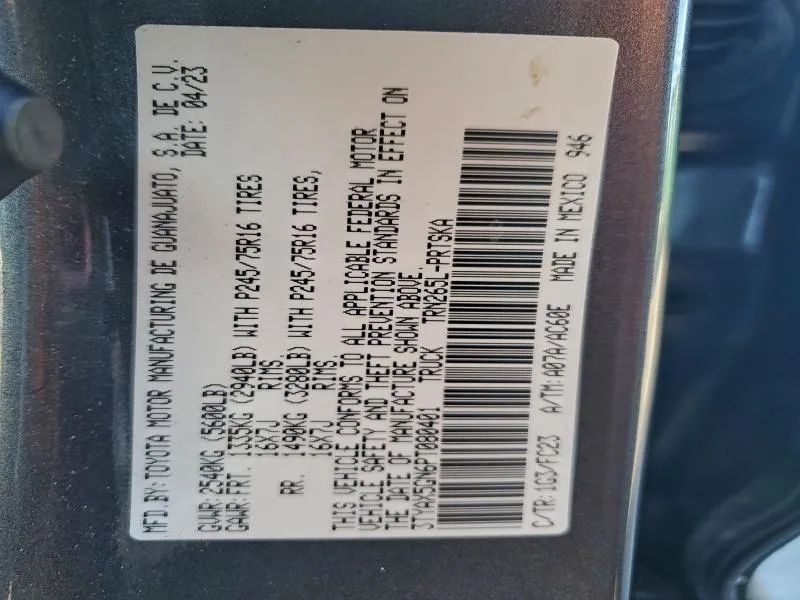 MFD. BY: TOYOTA MOTOR MANUFACTURING DE GUANAJUATO, S.A. DE C.V.
DATE: 04/23
GVWR: 2540KG (5600LB)
GAWR: FRT. 1335KG (2940LB) WITH P245/75R16 TIRES
16X7J RIMS.
RR. 1490KG (3280LB) WITH P245/75R16 TIRES,
16X7J RIMS.
THIS VEHICLE CONFORMS TO ALL APPLICABLE FEDERAL MOTOR
VEHICLE SAFETY AND THEFT PREVENTION STANDARDS IN EFFECT ON
THE DATE OF MANUFACTURE SHOWN ABOVE.
3TYAX5GN6PT080401 TRUCK TRN265L-PRTSKA
C/TR: 1G3/FC23 A/TM: A07A/AC60E MADE IN MEXICO 946